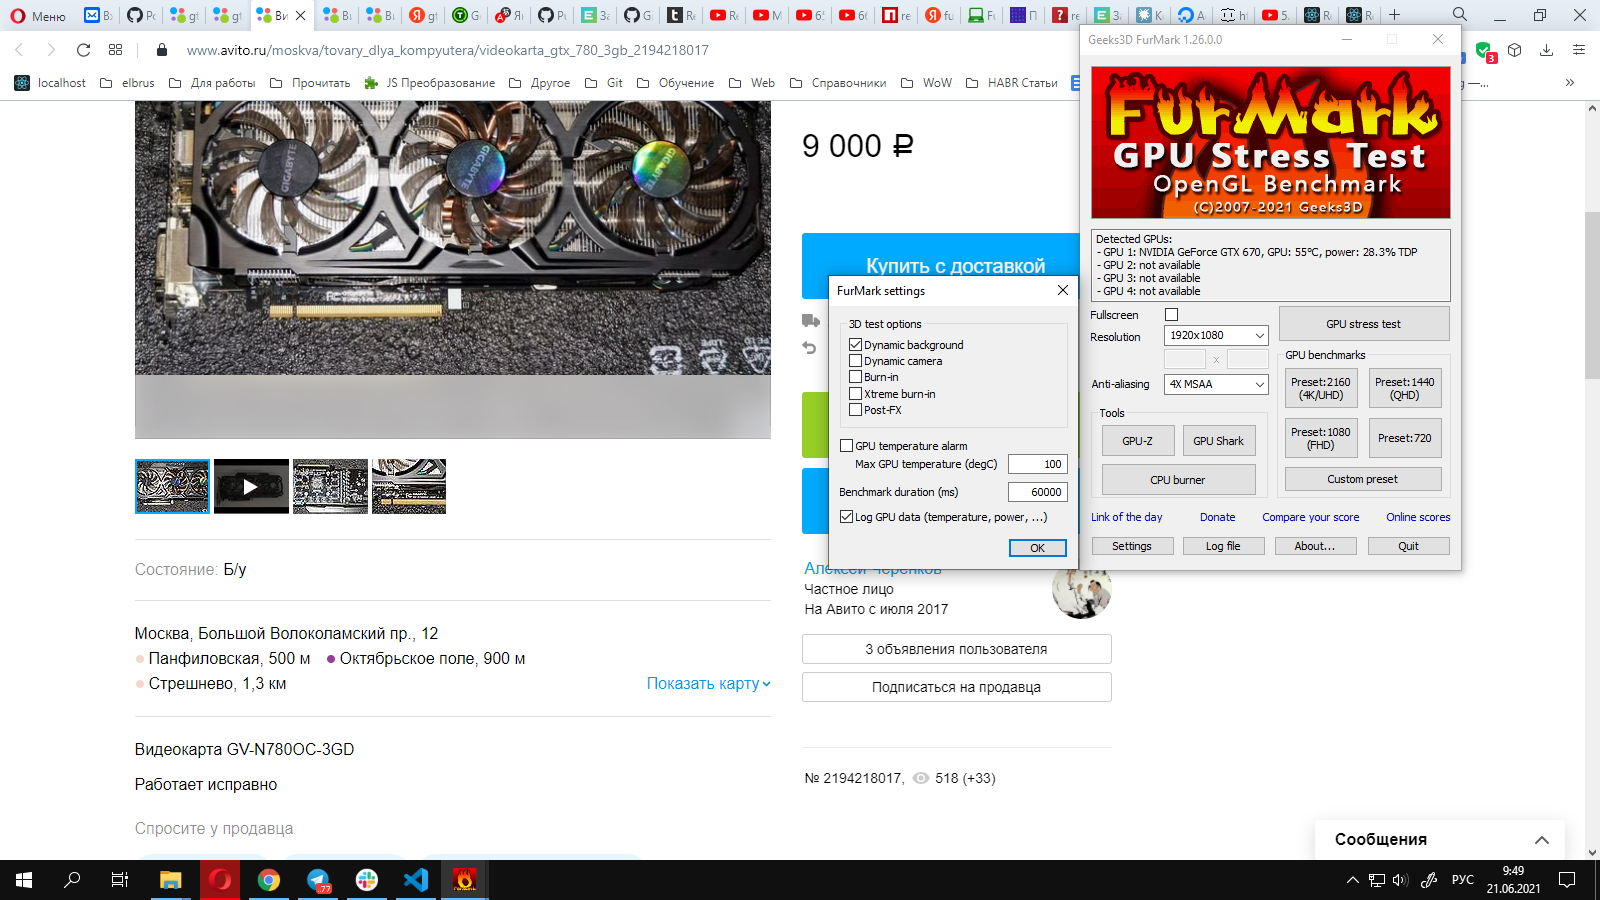 Меню
www.avito.ru/moskva/tovary_dlya_kompyutera/videokarta_gtx_780_3gb_2194218017
localhost
elbrus
Для работы
Прочитать
JS Преобразование
Другое
Git
Обучение
Web
Справочники
WoW
HABR Статьи
GIGABYTE
GIGABYTE
GIGABYTE
9 000 ₽
Купить с доставкой
Состояние: Б/у
Москва, Большой Волоколамский пр., 12
Панфиловская, 500 м Октябрьское поле, 900 м
Стрешнево, 1,3 км
Показать карту
Видеокарта GV-N780OC-3GD
Работает исправно
Спросите у продавца
Частное лицо
На Авито с июля 2017
3 объявления пользователя
Подписаться на продавца
№ 2194218017, 518 (+33)
Сообщения
FurMark settings
3D test options
Dynamic background
Dynamic camera
Burn-in
Xtreme burn-in
Post-FX
GPU temperature alarm
Max GPU temperature (degC) 100
Benchmark duration (ms) 60000
Log GPU data (temperature, power, ...)
OK
Geeks3D FurMark 1.26.0.0
FurMark
GPU Stress Test
OpenGL Benchmark
(C)2007-2021 Geeks3D
Detected GPUs:
- GPU 1: NVIDIA GeForce GTX 670, GPU: 55°C, power: 28.3% TDP
- GPU 2: not available
- GPU 3: not available
- GPU 4: not available
Fullscreen
Resolution 1920x1080
x
Anti-aliasing 4X MSAA
GPU stress test
GPU benchmarks
Preset:2160
(4K/UHD)
Preset:1440
(QHD)
Preset:1080
(FHD)
Preset:720
Custom preset
Tools
GPU-Z
GPU Shark
CPU burner
Link of the day
Donate
Compare your score
Online scores
Settings
Log file
About...
Quit
3
77
РУС
9:49
21.06.2021